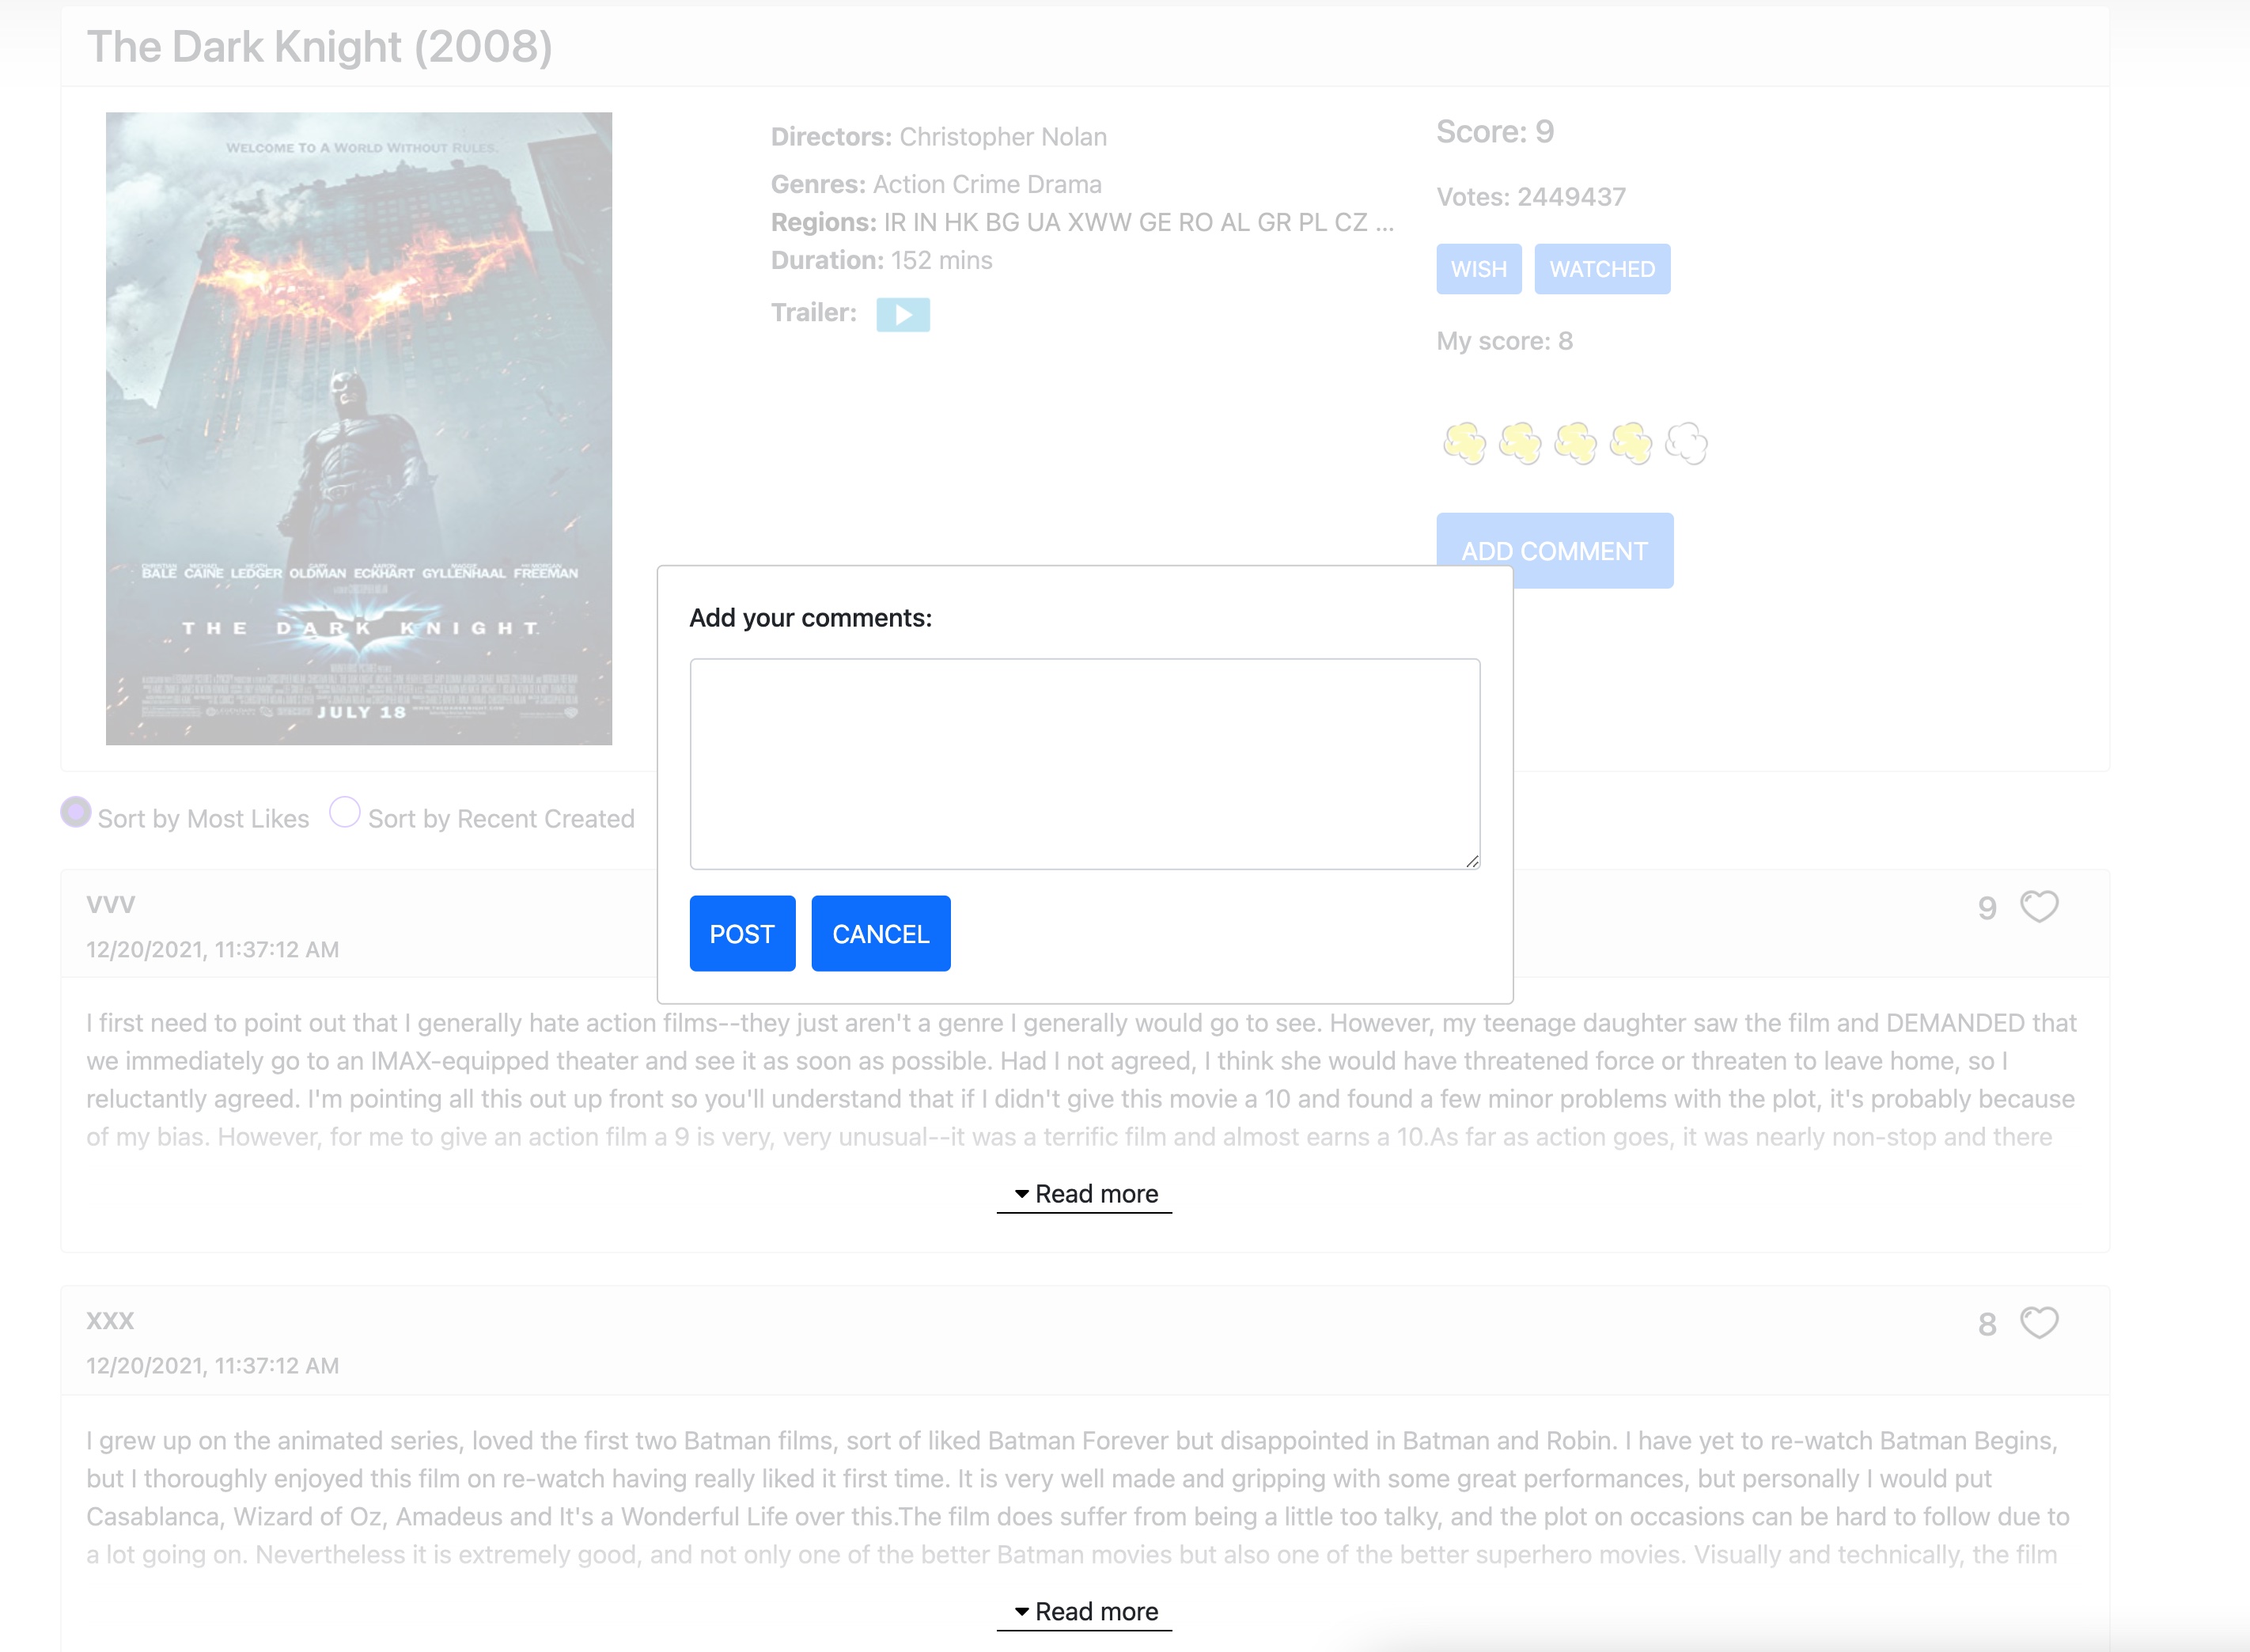 The Dark Knight (2008)
WELCOME TO A WORLD WITHOUT RULES.
CHRISTIAN MICHAEL HEATH GARY AARON MAGGIE MORGAN
BALE CAINE LEDGER OLDMAN ECKHART GYLLENHAAL FREEMAN
THE DARK KNIGHT
JULY 18
Directors: Christopher Nolan
Genres: Action Crime Drama
Regions: IR IN HK BG UA XWW GE RO AL GR PL CZ ...
Duration: 152 mins
Trailer:
Score: 9
Votes: 2449437
WISH WATCHED
My score: 8
ADD COMMENT
Add your comments:
POST CANCEL
Sort by Most Likes Sort by Recent Created
VVV 9
12/20/2021, 11:37:12 AM
I first need to point out that I generally hate action films--they just aren't a genre I generally would go to see. However, my teenage daughter saw the film and DEMANDED that
we immediately go to an IMAX-equipped theater and see it as soon as possible. Had I not agreed, I think she would have threatened force or threaten to leave home, so I
reluctantly agreed. I'm pointing all this out up front so you'll understand that if I didn't give this movie a 10 and found a few minor problems with the plot, it's probably because
of my bias. However, for me to give an action film a 9 is very, very unusual--it was a terrific film and almost earns a 10.As far as action goes, it was nearly non-stop and there
Read more
XXX 8
12/20/2021, 11:37:12 AM
I grew up on the animated series, loved the first two Batman films, sort of liked Batman Forever but disappointed in Batman and Robin. I have yet to re-watch Batman Begins,
but I thoroughly enjoyed this film on re-watch having really liked it first time. It is very well made and gripping with some great performances, but personally I would put
Casablanca, Wizard of Oz, Amadeus and It's a Wonderful Life over this.The film does suffer from being a little too talky, and the plot on occasions can be hard to follow due to
a lot going on. Nevertheless it is extremely good, and not only one of the better Batman movies but also one of the better superhero movies. Visually and technically, the film
Read more